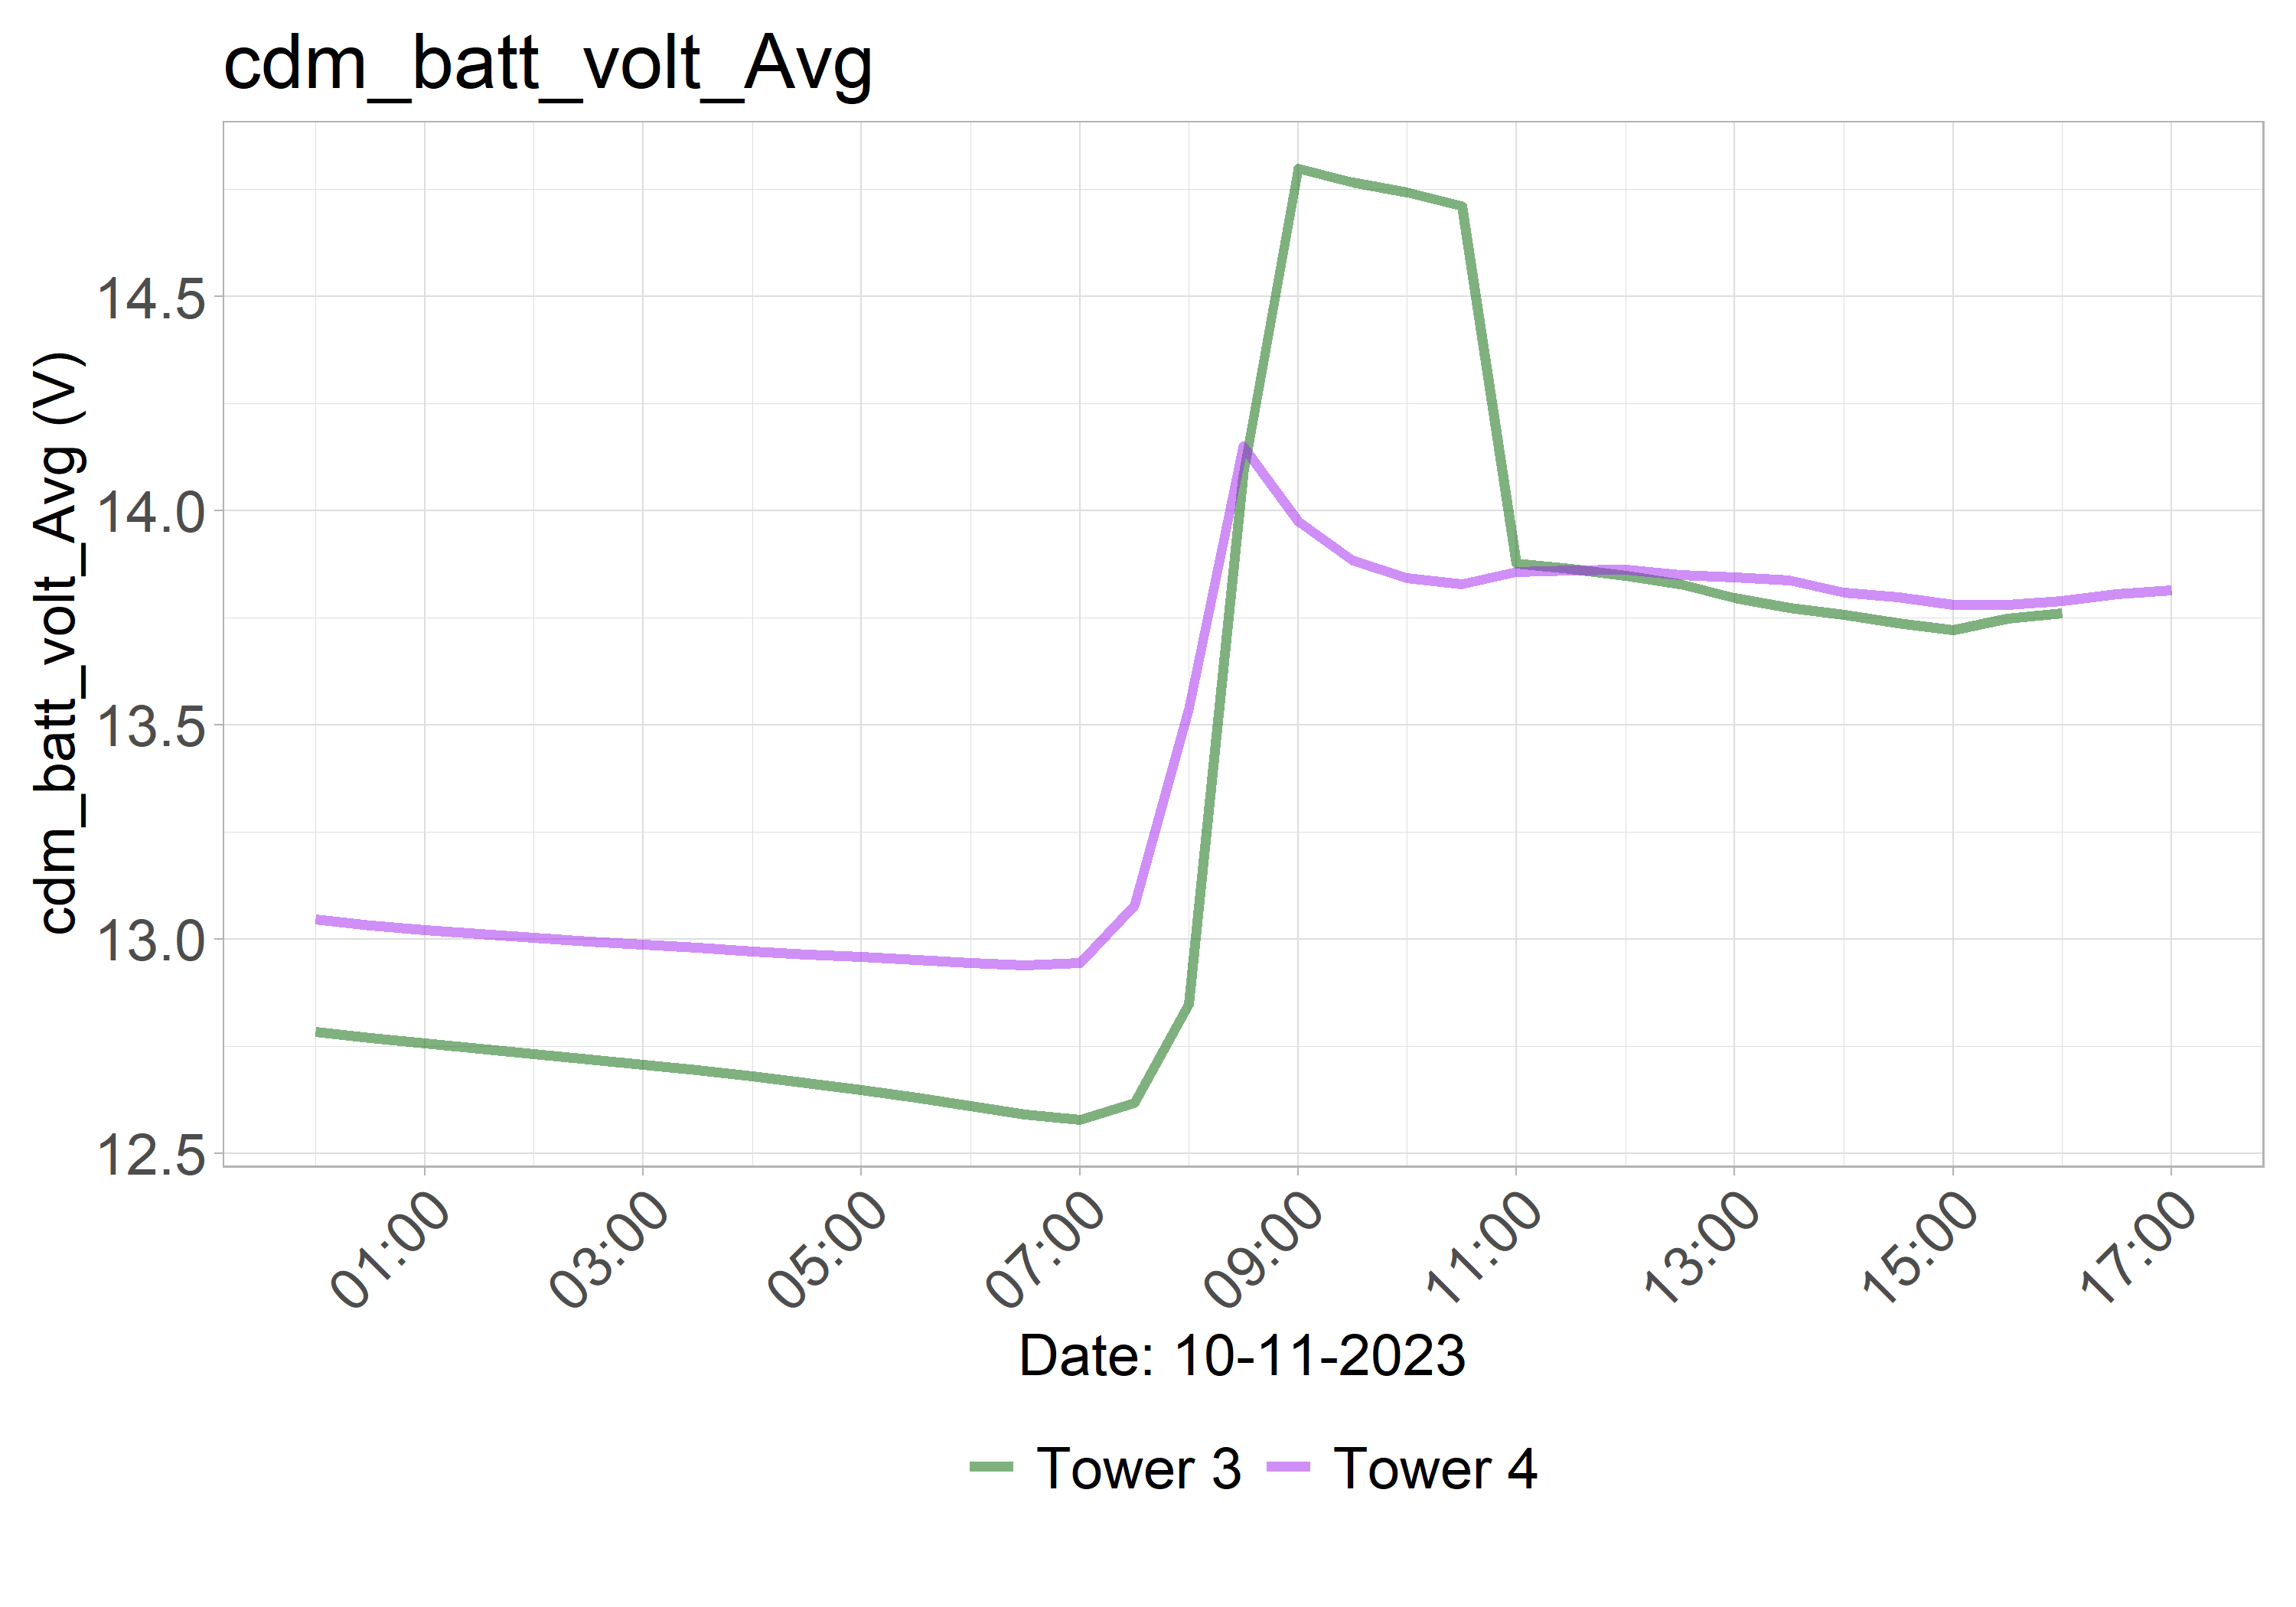 cdm_batt_volt_Avg
cdm_batt_volt_Avg (V)
14.5
14.0
13.5
13.0
12.5
01:00 03:00 05:00 07:00 09:00 11:00 13:00 15:00 17:00
Date: 10-11-2023
Tower 3 Tower 4